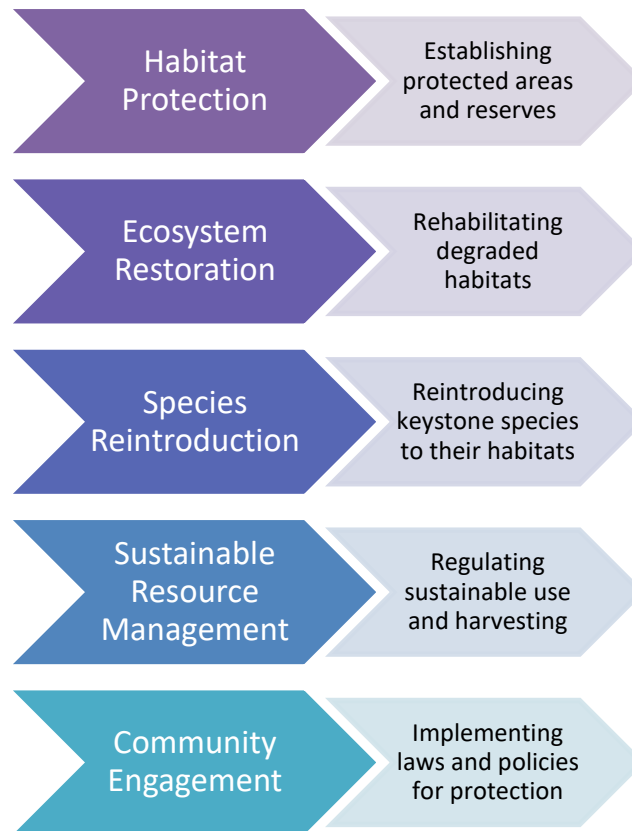 Habitat
Protection
Establishing
protected areas
and reserves
Ecosystem
Restoration
Rehabilitating
degraded
habitats
Species
Reintroduction
Reintroducing
keystone species
to their habitats
Sustainable
Resource
Management
Regulating
sustainable use
and harvesting
Community
Engagement
Implementing
laws and policies
for protection